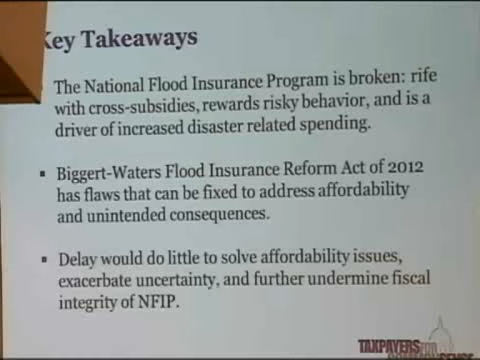 Key Takeaways
The National Flood Insurance Program is broken: rife
with cross-subsidies, rewards risky behavior, and is a
driver of increased disaster related spending.
▪ Biggert-Waters Flood Insurance Reform Act of 2012
has flaws that can be fixed to address affordability
and unintended consequences.
▪ Delay would do little to solve affordability issues,
exacerbate uncertainty, and further undermine fiscal
integrity of NFIP.
TAXPAYERS FOR
COMMON SENSE